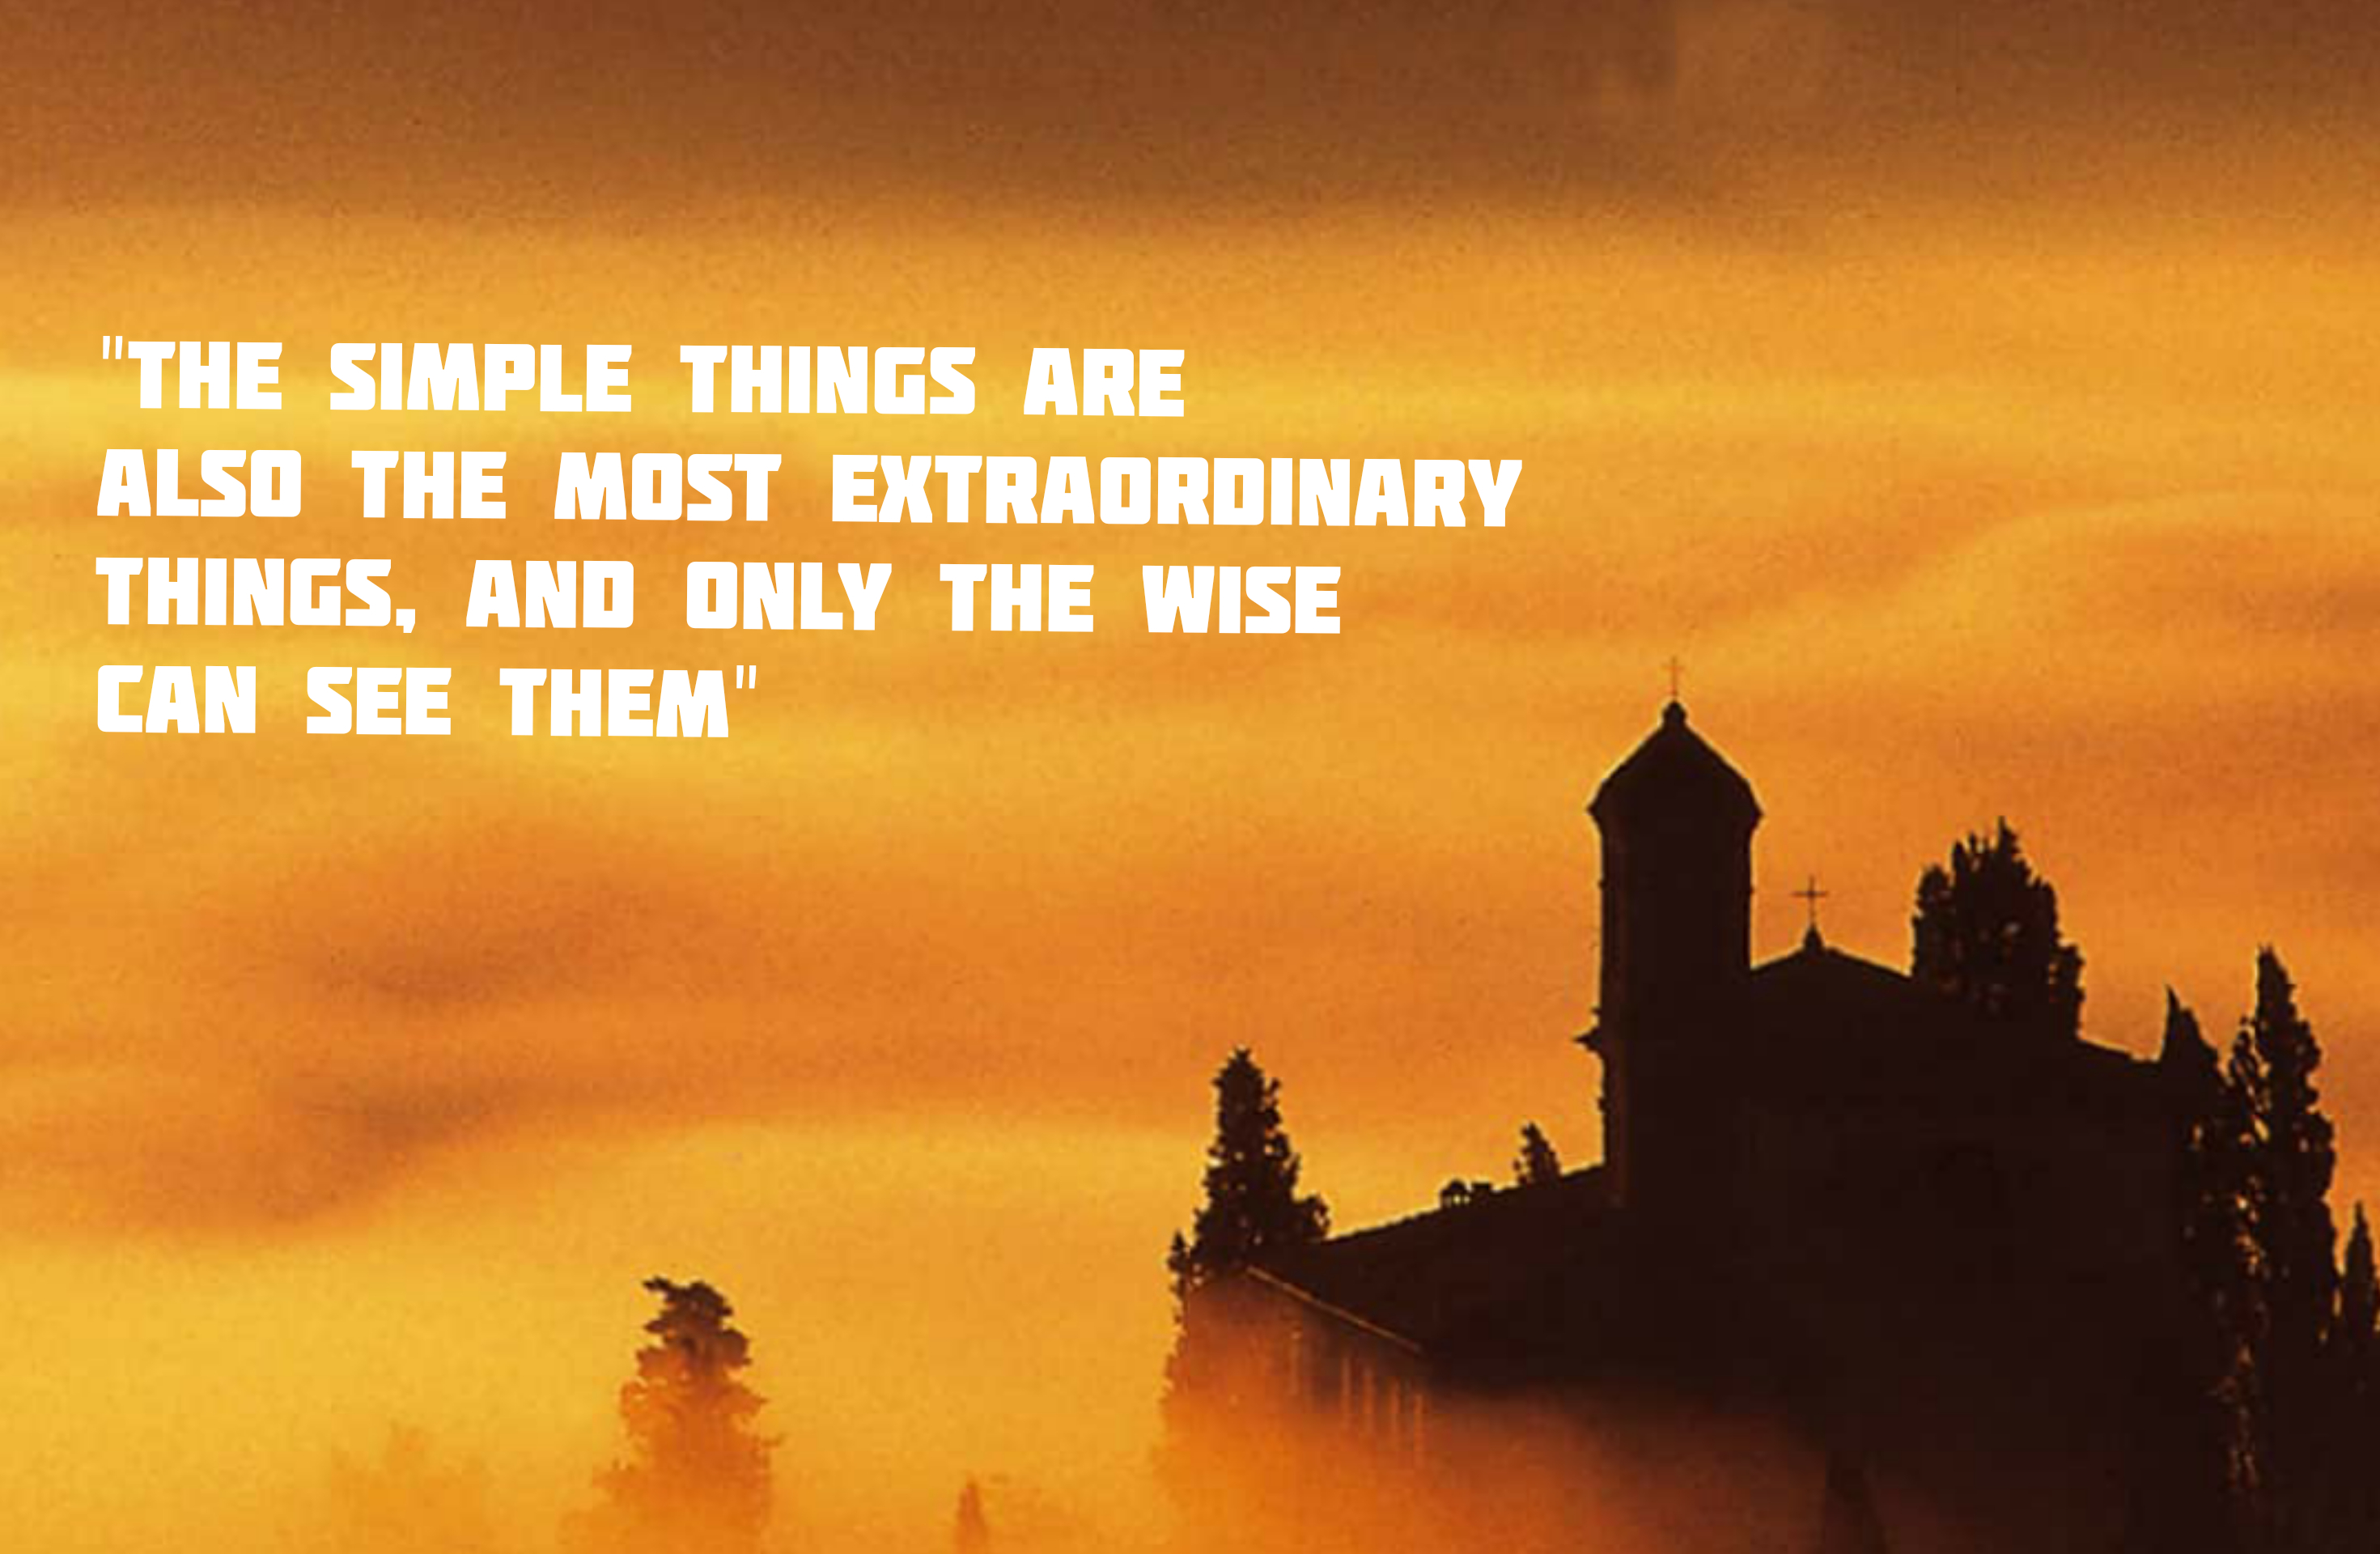 "THE SIMPLE THINGS ARE
ALSO THE MOST EXTRAORDINARY
THINGS, AND ONLY THE WISE
CAN SEE THEM"